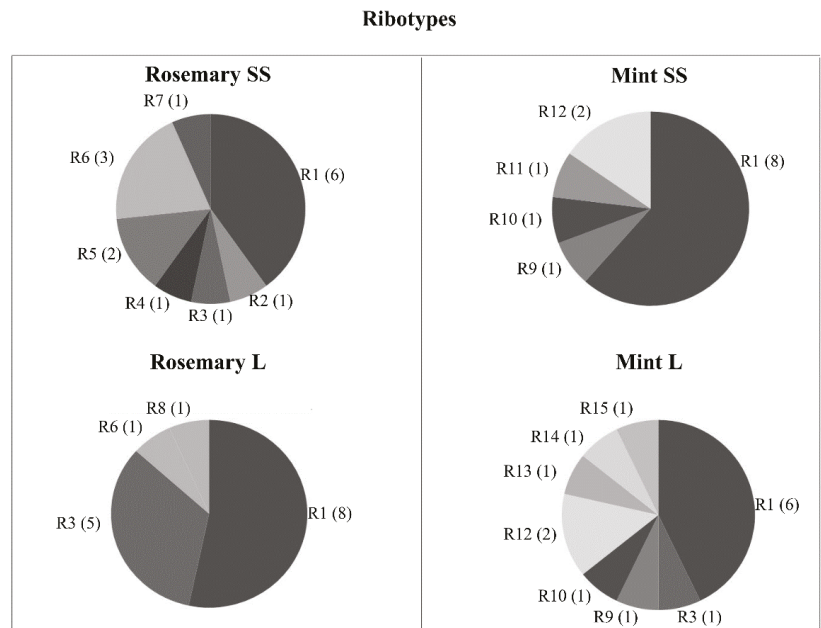 Ribotypes
Rosemary SS
R7 (1)
R6 (3)
R1 (6)
R5 (2)
R4 (1)
R3 (1)
R2 (1)
Mint SS
R12 (2)
R1 (8)
R11 (1)
R10 (1)
R9 (1)
Rosemary L
R8 (1)
R6 (1)
R1 (8)
R3 (5)
Mint L
R15 (1)
R14 (1)
R13 (1)
R1 (6)
R12 (2)
R10 (1)
R9 (1)
R3 (1)